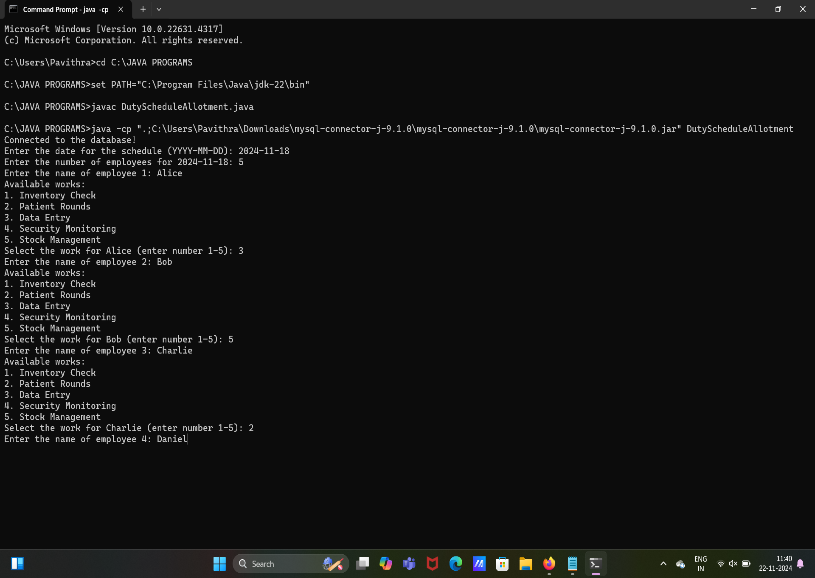 Command Prompt - java -cp
Microsoft Windows [Version 10.0.22631.4317]
(c) Microsoft Corporation. All rights reserved.
C:\Users\Pavithra>cd C:\JAVA PROGRAMS
C:\JAVA PROGRAMS>set PATH="C:\Program Files\Java\jdk-22\bin"
C:\JAVA PROGRAMS>javac DutyScheduleAllotment.java
C:\JAVA PROGRAMS>java -cp ".;C:\Users\Pavithra\Downloads\mysql-connector-j-9.1.0\mysql-connector-j-9.1.0\mysql-connector-j-9.1.0.jar" DutyScheduleAllotment
Connected to the database!
Enter the date for the schedule (YYYY-MM-DD): 2024-11-18
Enter the number of employees for 2024-11-18: 5
Enter the name of employee 1: Alice
Available works:
1. Inventory Check
2. Patient Rounds
3. Data Entry
4. Security Monitoring
5. Stock Management
Select the work for Alice (enter number 1-5): 3
Enter the name of employee 2: Bob
Available works:
1. Inventory Check
2. Patient Rounds
3. Data Entry
4. Security Monitoring
5. Stock Management
Select the work for Bob (enter number 1-5): 5
Enter the name of employee 3: Charlie
Available works:
1. Inventory Check
2. Patient Rounds
3. Data Entry
4. Security Monitoring
5. Stock Management
Select the work for Charlie (enter number 1-5): 2
Enter the name of employee 4: Daniel
Search
ENG
IN
11:40
22-11-2024